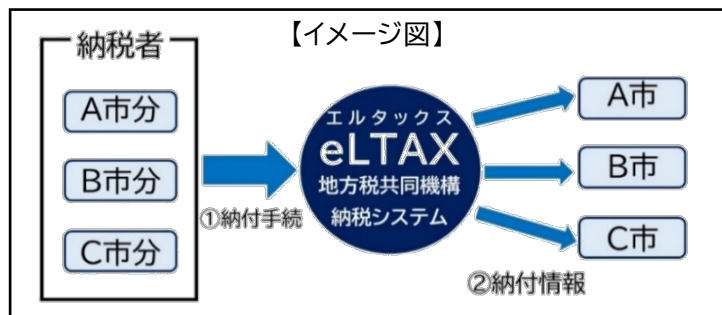 【イメージ図】
納税者
A市分
B市分
C市分
①納付手続
エルタックス
eLTAX
地方税共同機構
納税システム
A市
B市
C市
②納付情報